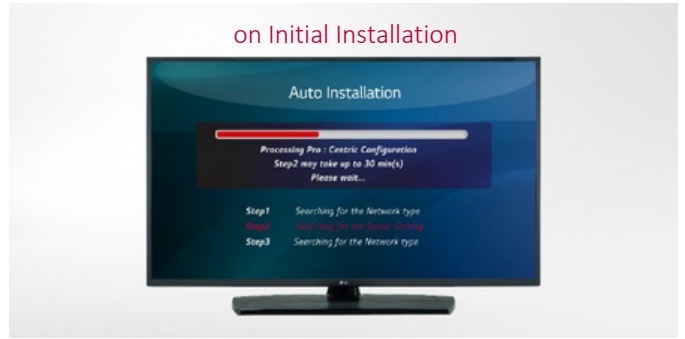 on Initial Installation
Auto Installation
Processing Pro : Centric Configuration
Step2 may take up to 30 min(s)
Please wait...
Step1 Searching for the Network type
Step2 Searching for the Server Setting
Step3 Searching for the Network type
LG